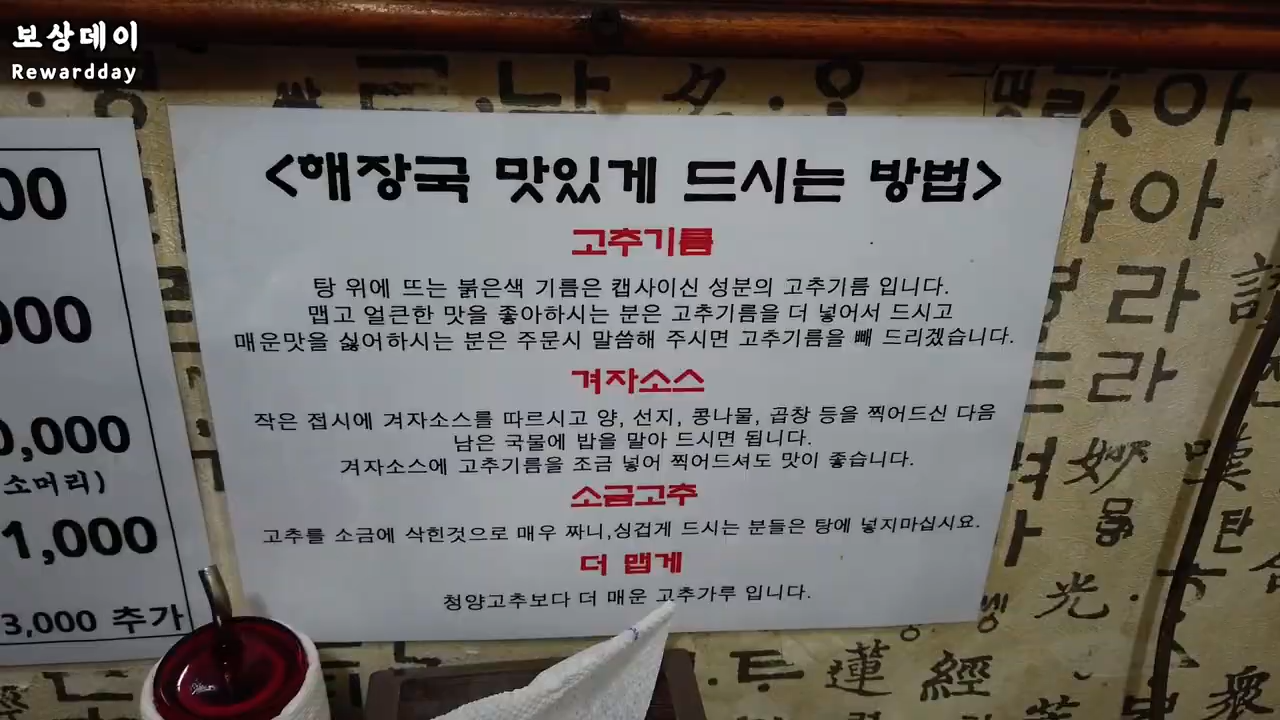 보상데이
Rewardday
<해장국 맛있게 드시는 방법>
고추기름
탕 위에 뜨는 붉은색 기름은 캡사이신 성분의 고추기름 입니다.
맵고 얼큰한 맛을 좋아하시는 분은 고추기름을 더 넣어서 드시고
매운맛을 싫어하시는 분은 주문시 말씀해 주시면 고추기름을 빼 드리겠습니다.
겨자소스
작은 접시에 겨자소스를 따르시고 양, 선지, 콩나물, 곱창 등을 찍어드신 다음
남은 국물에 밥을 말아 드시면 됩니다.
겨자소스에 고추기름을 조금 넣어 찍어드셔도 맛이 좋습니다.
소금고추
고추를 소금에 삭힌것으로 매우 짜니,싱겁게 드시는 분들은 탕에 넣지마십시요.
더 맵게
청양고추보다 더 매운 고추가루 입니다.
00
000
0,000
소머리)
1,000
3,000 추가